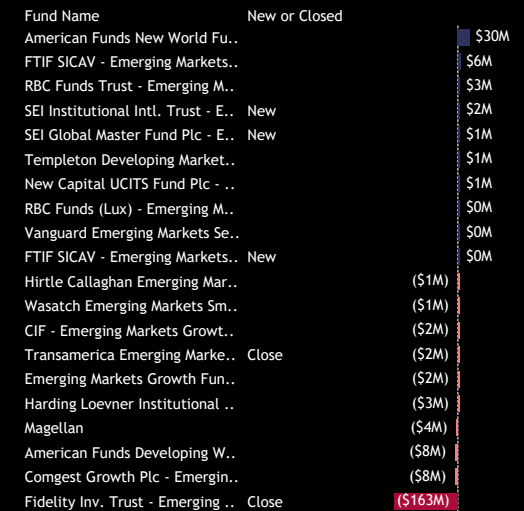 Fund Name New or Closed
American Funds New World Fu.. $30M
FTIF SICAV - Emerging Markets.. $6M
RBC Funds Trust - Emerging M.. $3M
SEI Institutional Intl. Trust - E.. New $2M
SEI Global Master Fund Plc - E.. New $1M
Templeton Developing Market.. $1M
New Capital UCITS Fund Plc - .. $1M
RBC Funds (Lux) - Emerging M.. $0M
Vanguard Emerging Markets Se.. $0M
FTIF SICAV - Emerging Markets.. New $0M
Hirtle Callaghan Emerging Mar.. ($1M)
Wasatch Emerging Markets Sm.. ($1M)
CIF - Emerging Markets Growt.. ($2M)
Transamerica Emerging Marke.. Close ($2M)
Emerging Markets Growth Fun.. ($2M)
Harding Loevner Institutional .. ($3M)
Magellan ($4M)
American Funds Developing W.. ($8M)
Comgest Growth Plc - Emergin.. ($8M)
Fidelity Inv. Trust - Emerging .. Close ($163M)